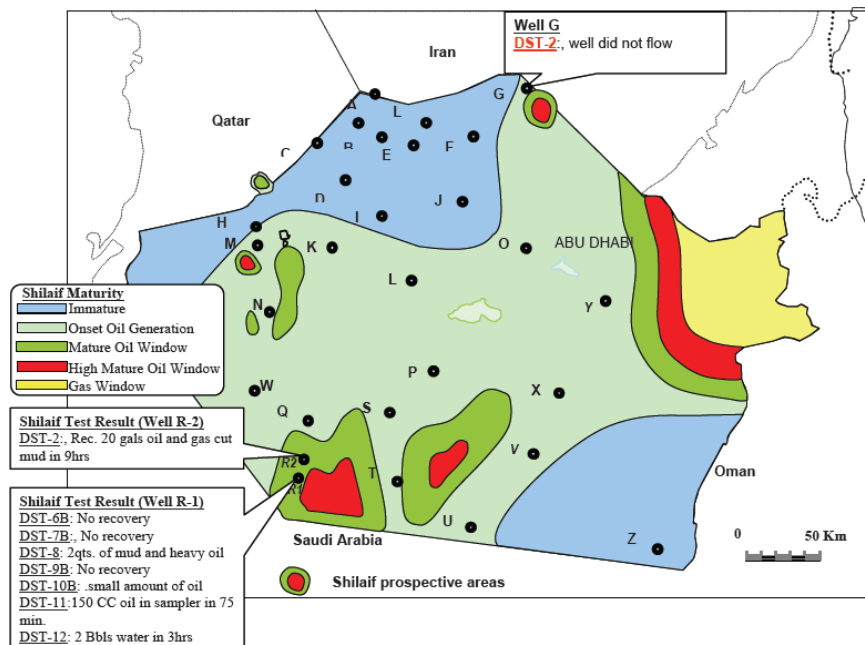 Well G
DST-2:, well did not flow
Iran
Qatar
G
A
L
C
B
E
F
D
I
J
H
M
K
O
ABU DHABI
L
N
Y
Shilaif Maturity
Immature
Onset Oil Generation
Mature Oil Window
High Mature Oil Window
Gas Window
P
W
X
Q
S
Shilaif Test Result (Well R-2)
DST-2:, Rec. 20 gals oil and gas cut
mud in 9hrs
R2
V
Oman
R1
T
Shilaif Test Result (Well R-1)
DST-6B: No recovery
DST-7B:, No recovery
DST-8: 2qts. of mud and heavy oil
DST-9B: No recovery
DST-10B: .small amount of oil
DST-11:150 CC oil in sampler in 75
min.
DST-12: 2 Bbls water in 3hrs
U
Saudi Arabia
Z
0 50 Km
Shilaif prospective areas